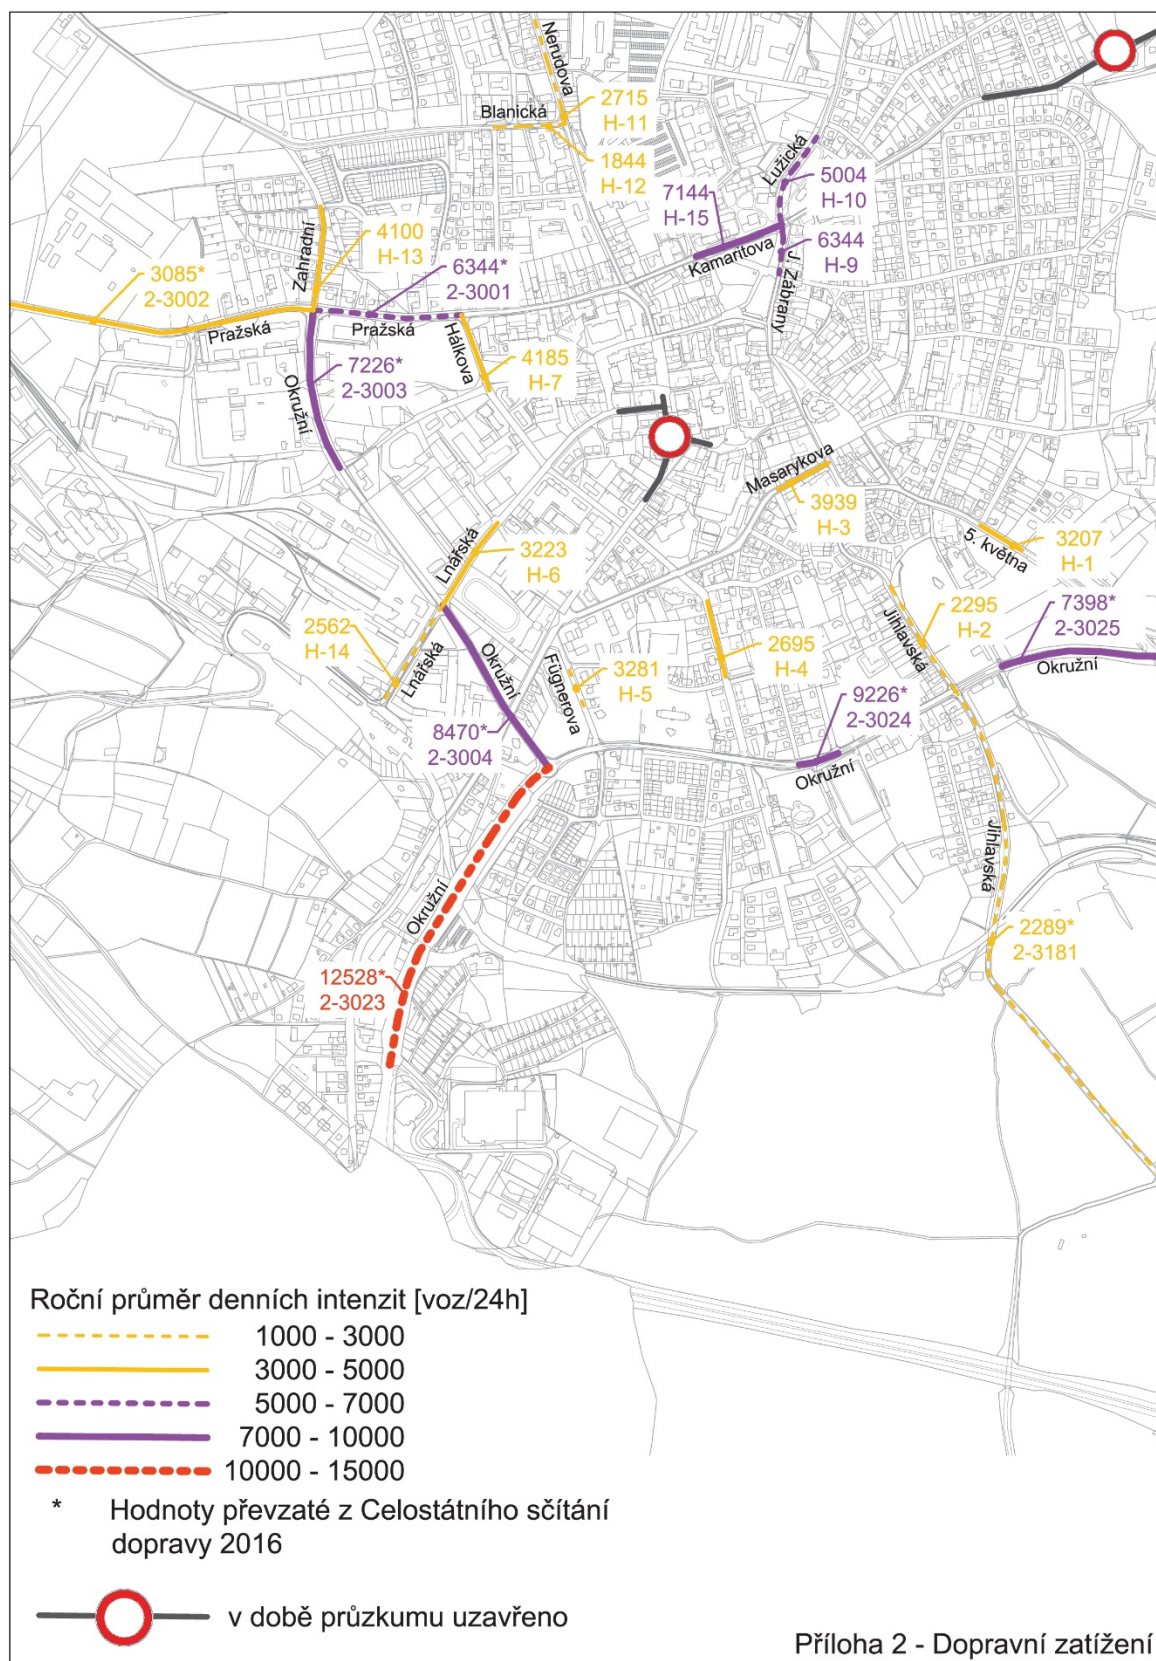 Nerudova
Blanická
2715
H-11
1844
H-12
Lužická
5004
H-10
7144
H-15
Kamaritova
6344
H-9
J. Zábrany
Zahradní
4100
H-13
3085*
2-3002
6344*
2-3001
Pražská
Pražská
Hálkova
4185
H-7
7226*
2-3003
Okružní
Masarykova
3939
H-3
5. května
3207
H-1
Lnářská
3223
H-6
2562
H-14
Lnářská
Okružní
8470*
2-3004
Fügnerova
3281
H-5
2695
H-4
Jihlavská
2295
H-2
7398*
2-3025
Okružní
9226*
2-3024
Okružní
Jihlavská
2289*
2-3181
Okružní
12528*
2-3023
Roční průměr denních intenzit [voz/24h]
1000 - 3000
3000 - 5000
5000 - 7000
7000 - 10000
10000 - 15000
* Hodnoty převzaté z Celostátního sčítání
dopravy 2016
v době průzkumu uzavřeno
Příloha 2 - Dopravní zatížení